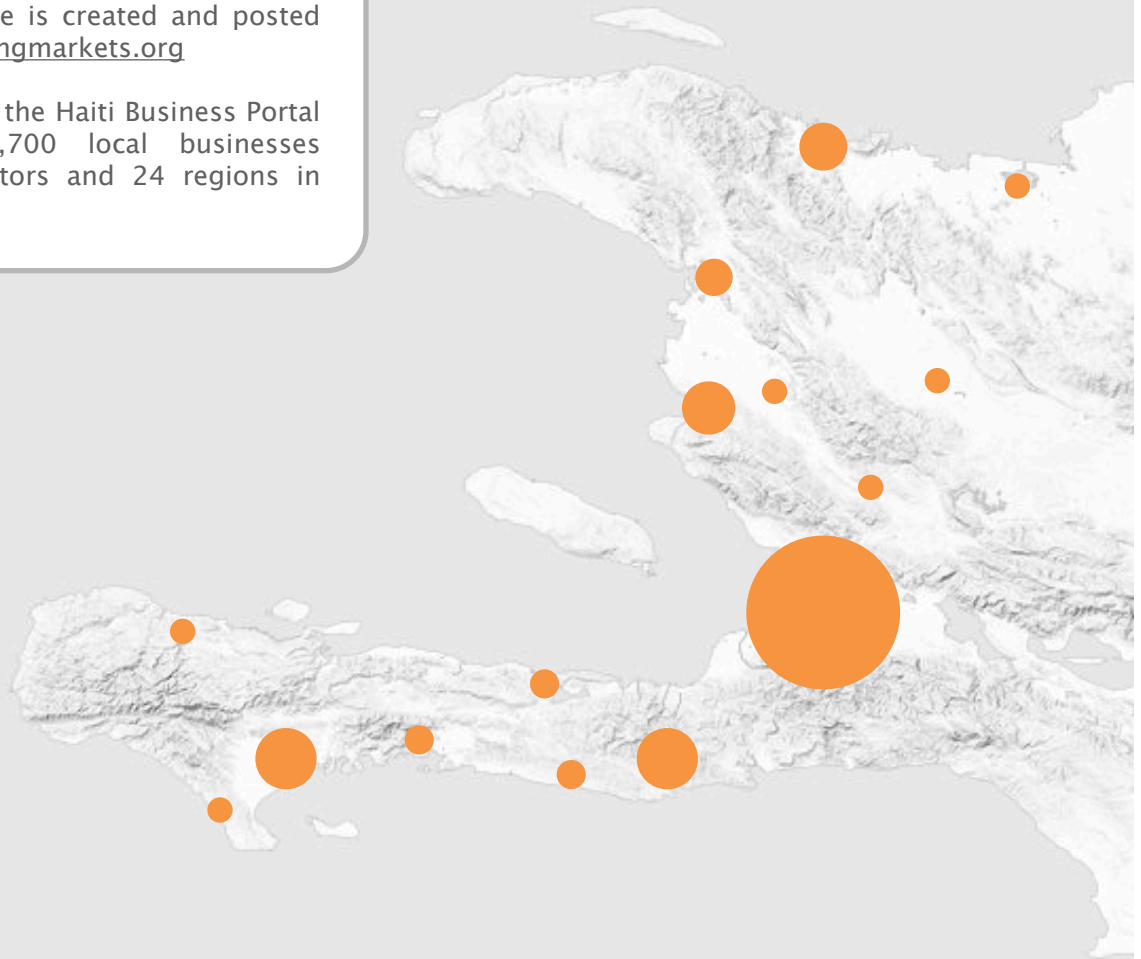 e is created and posted
ngmarkets.org
the Haiti Business Portal
,700 local businesses
tors and 24 regions in